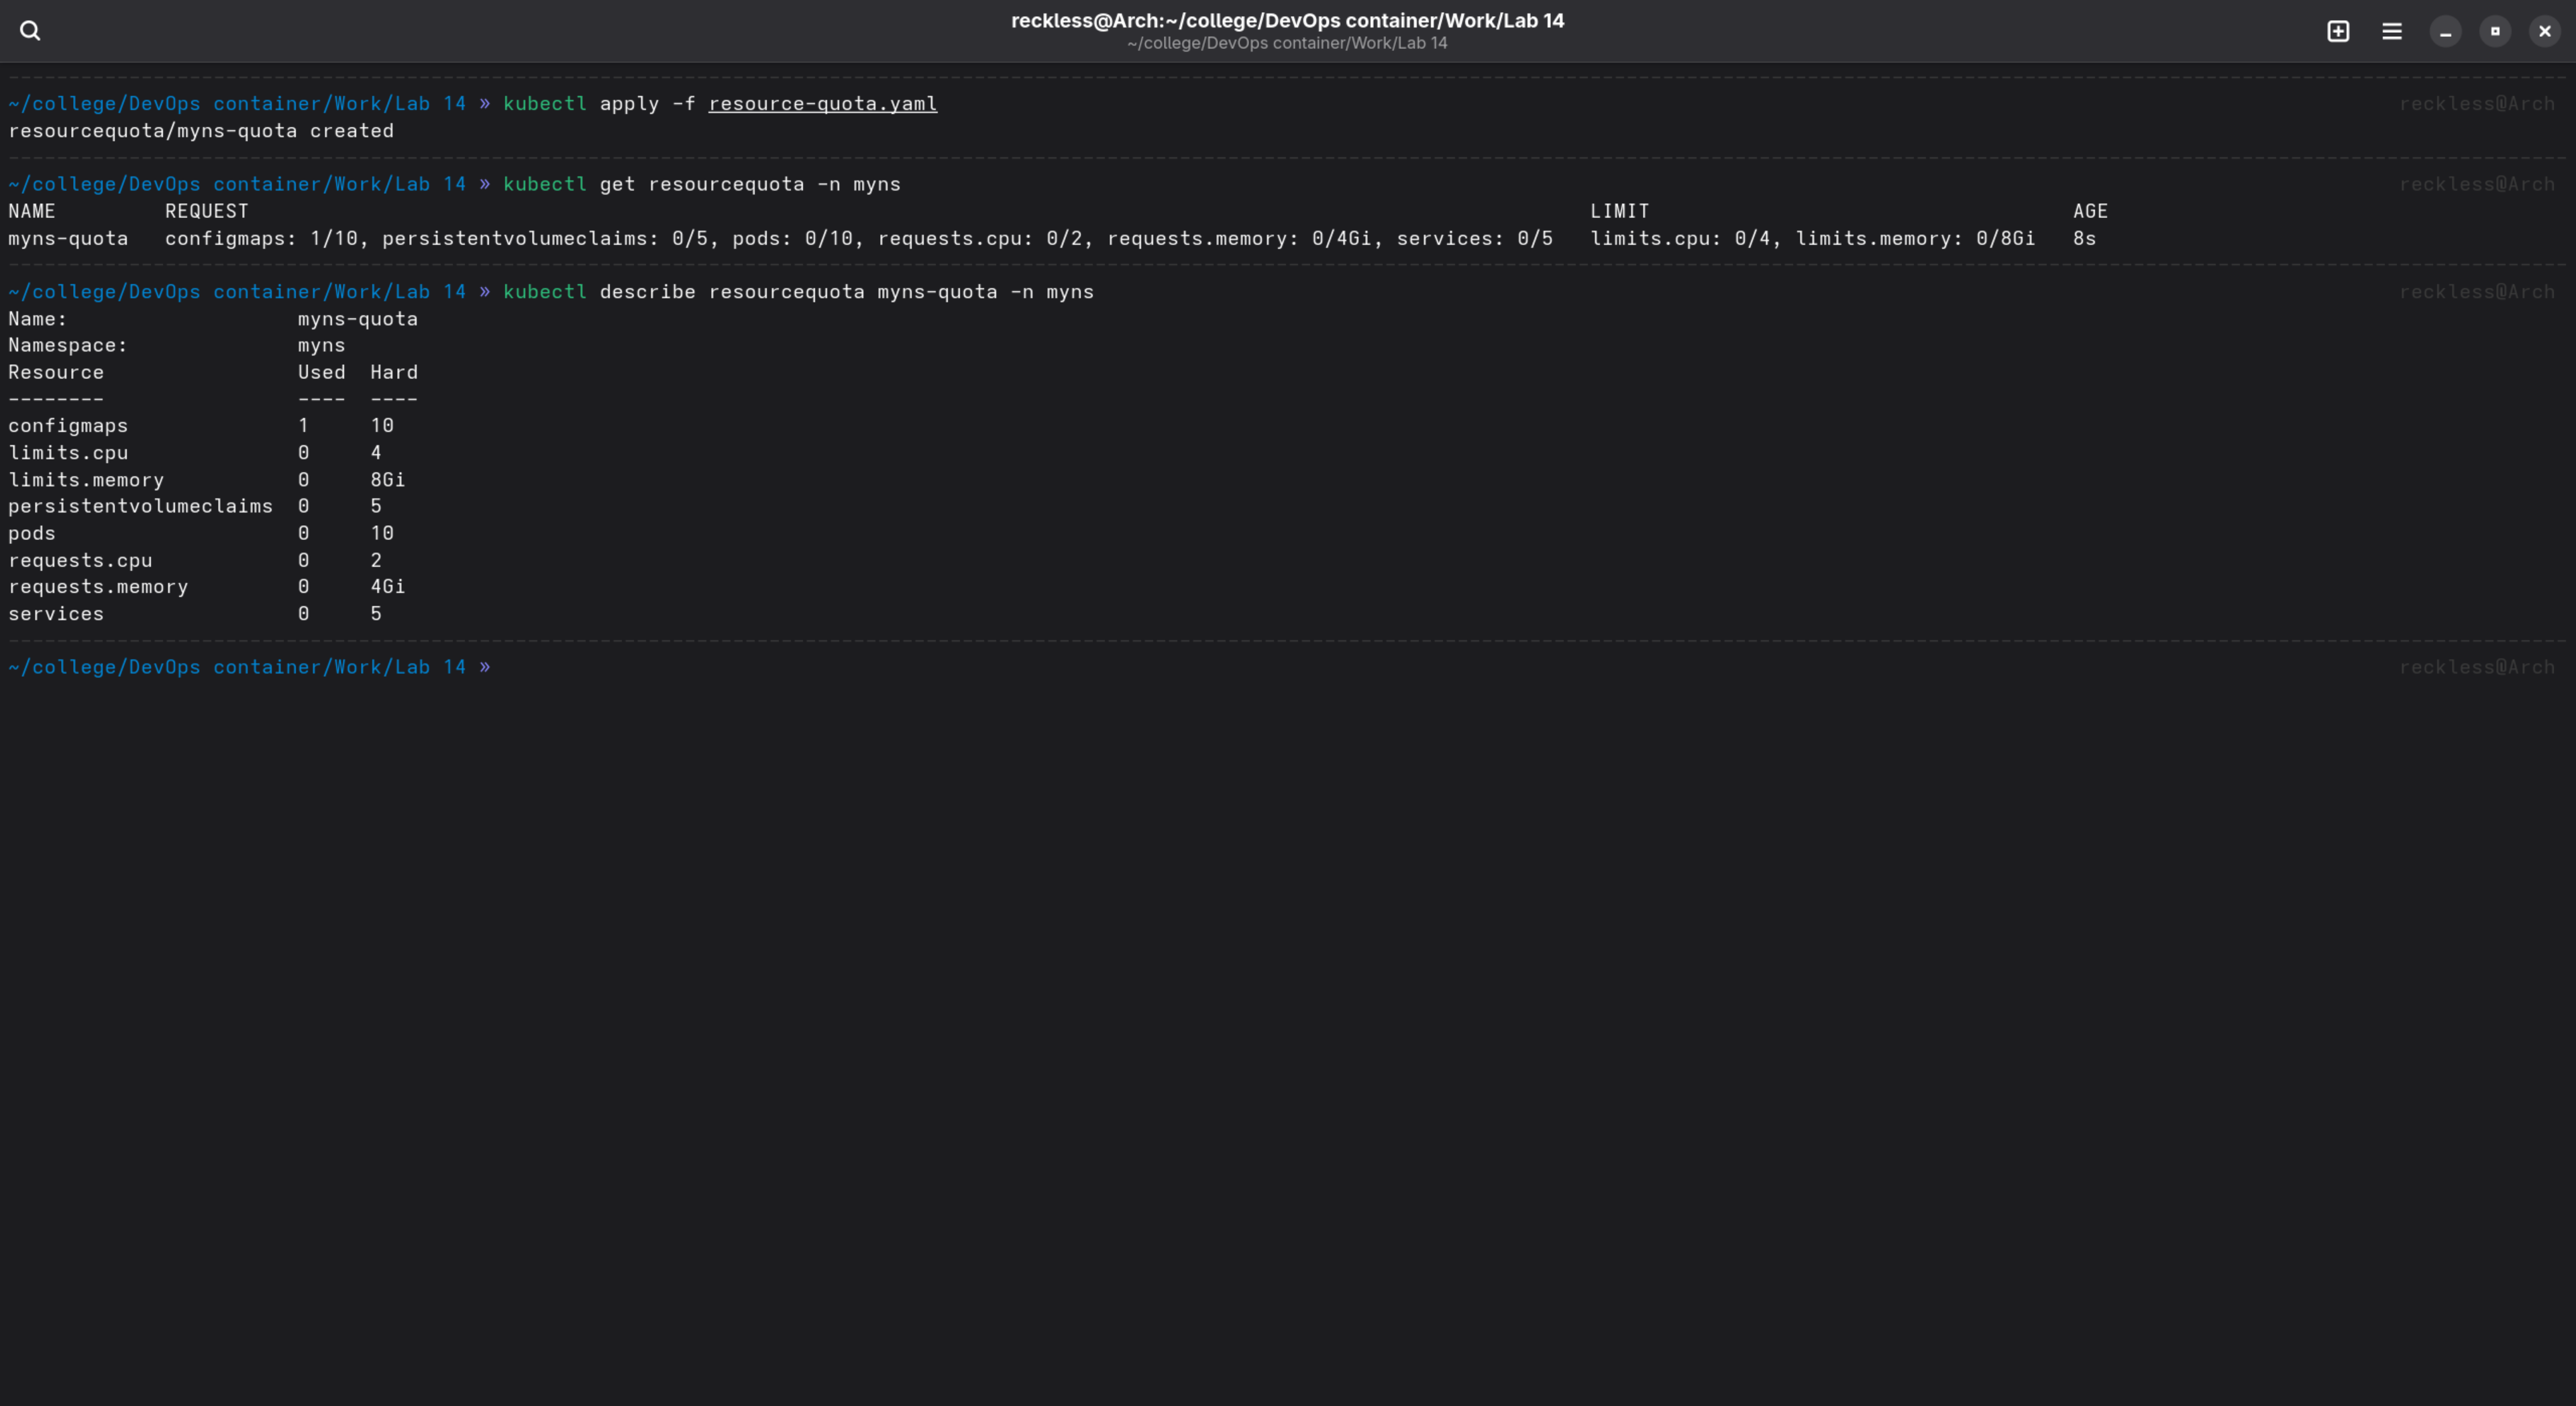 reckless@Arch:~/college/DevOps container/Work/Lab 14
~/college/DevOps container/Work/Lab 14
~/college/DevOps container/Work/Lab 14 » kubectl apply -f resource-quota.yaml reckless@Arch
resourcequota/myns-quota created
~/college/DevOps container/Work/Lab 14 » kubectl get resourcequota -n myns reckless@Arch
NAME REQUEST LIMIT AGE
myns-quota configmaps: 1/10, persistentvolumeclaims: 0/5, pods: 0/10, requests.cpu: 0/2, requests.memory: 0/4Gi, services: 0/5 limits.cpu: 0/4, limits.memory: 0/8Gi 8s
~/college/DevOps container/Work/Lab 14 » kubectl describe resourcequota myns-quota -n myns reckless@Arch
Name: myns-quota
Namespace: myns
Resource Used Hard
-------- ---- ----
configmaps 1 10
limits.cpu 0 4
limits.memory 0 8Gi
persistentvolumeclaims 0 5
pods 0 10
requests.cpu 0 2
requests.memory 0 4Gi
services 0 5
~/college/DevOps container/Work/Lab 14 » reckless@Arch